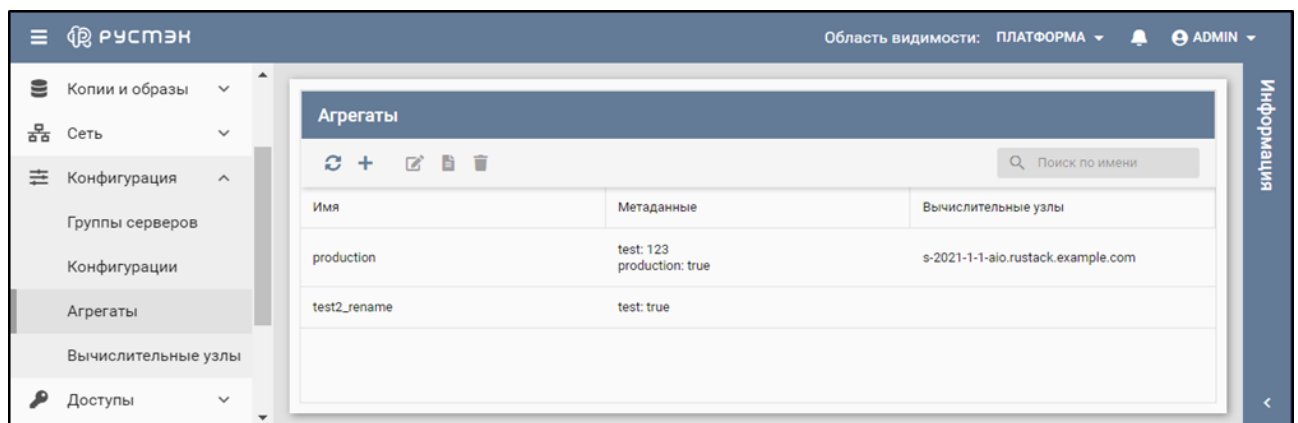 РУСТЭК
Область видимости: ПЛАТФОРМА
ADMIN
Копии и образы
Сеть
Конфигурация
Группы серверов
Конфигурации
Агрегаты
Вычислительные узлы
Доступы
Агрегаты
Поиск по имени
Имя Метаданные Вычислительные узлы
production test: 123 s-2021-1-1-aio.rustack.example.com
production: true
test2_rename test: true
Информация